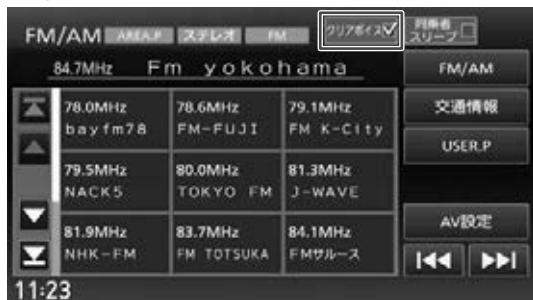 FM/AM AREA.P ステレオ FM クリアボイス 同乗者スリープ
84.7MHz Fm yokohama
FM/AM
78.0MHz 78.6MHz 79.1MHz
bayfm78 FM-FUJI FM K-City
交通情報
USER.P
79.5MHz 80.0MHz 81.3MHz
NACK5 TOKYO FM J-WAVE
81.9MHz 83.7MHz 84.1MHz
NHK-FM FM TOTSUKA FMサルース
AV設定
11:23